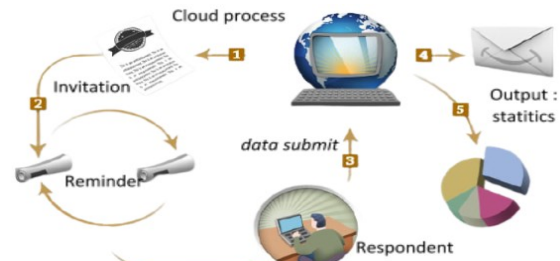 Cloud process
1
4
Invitation
2
5
Output :
statitics
data submit
3
Reminder
Respondent